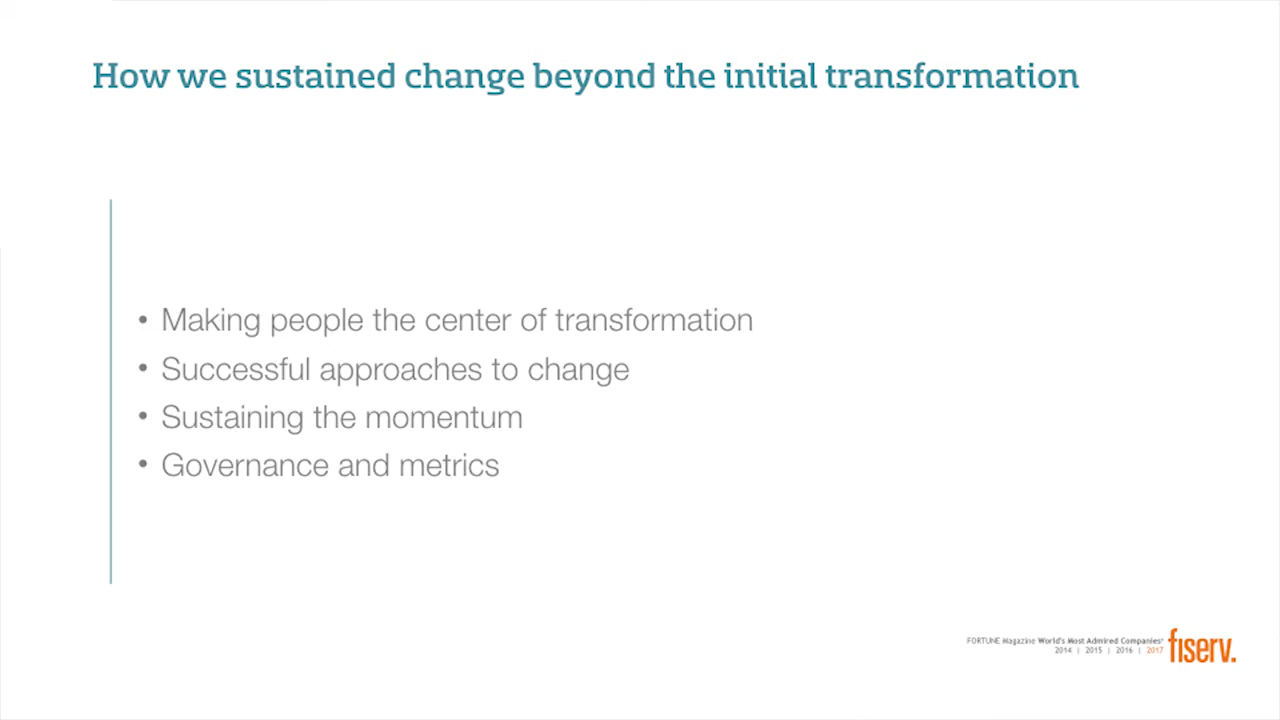 How we sustained change beyond the initial transformation
• Making people the center of transformation
• Successful approaches to change
• Sustaining the momentum
• Governance and metrics
FORTUNE Magazine World's Most Admired Companies®
2014 | 2015 | 2016 | 2017
fiserv.